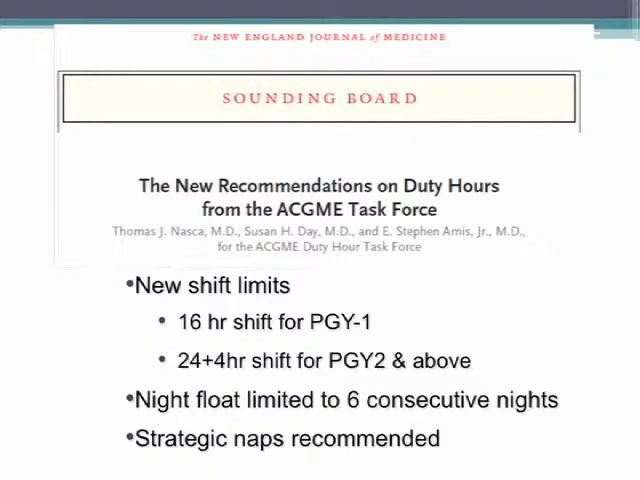 The NEW ENGLAND JOURNAL of MEDICINE
SOUNDING BOARD
The New Recommendations on Duty Hours
from the ACGME Task Force
Thomas J. Nasca, M.D., Susan H. Day, M.D., and E. Stephen Amis, Jr., M.D.,
for the ACGME Duty Hour Task Force
•New shift limits
• 16 hr shift for PGY-1
• 24+4hr shift for PGY2 & above
•Night float limited to 6 consecutive nights
•Strategic naps recommended